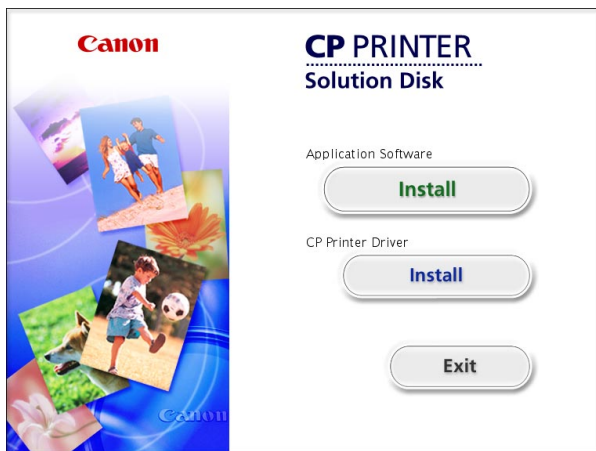 Canon
CP PRINTER
Solution Disk
Application Software
Install
CP Printer Driver
Install
Exit
Canon